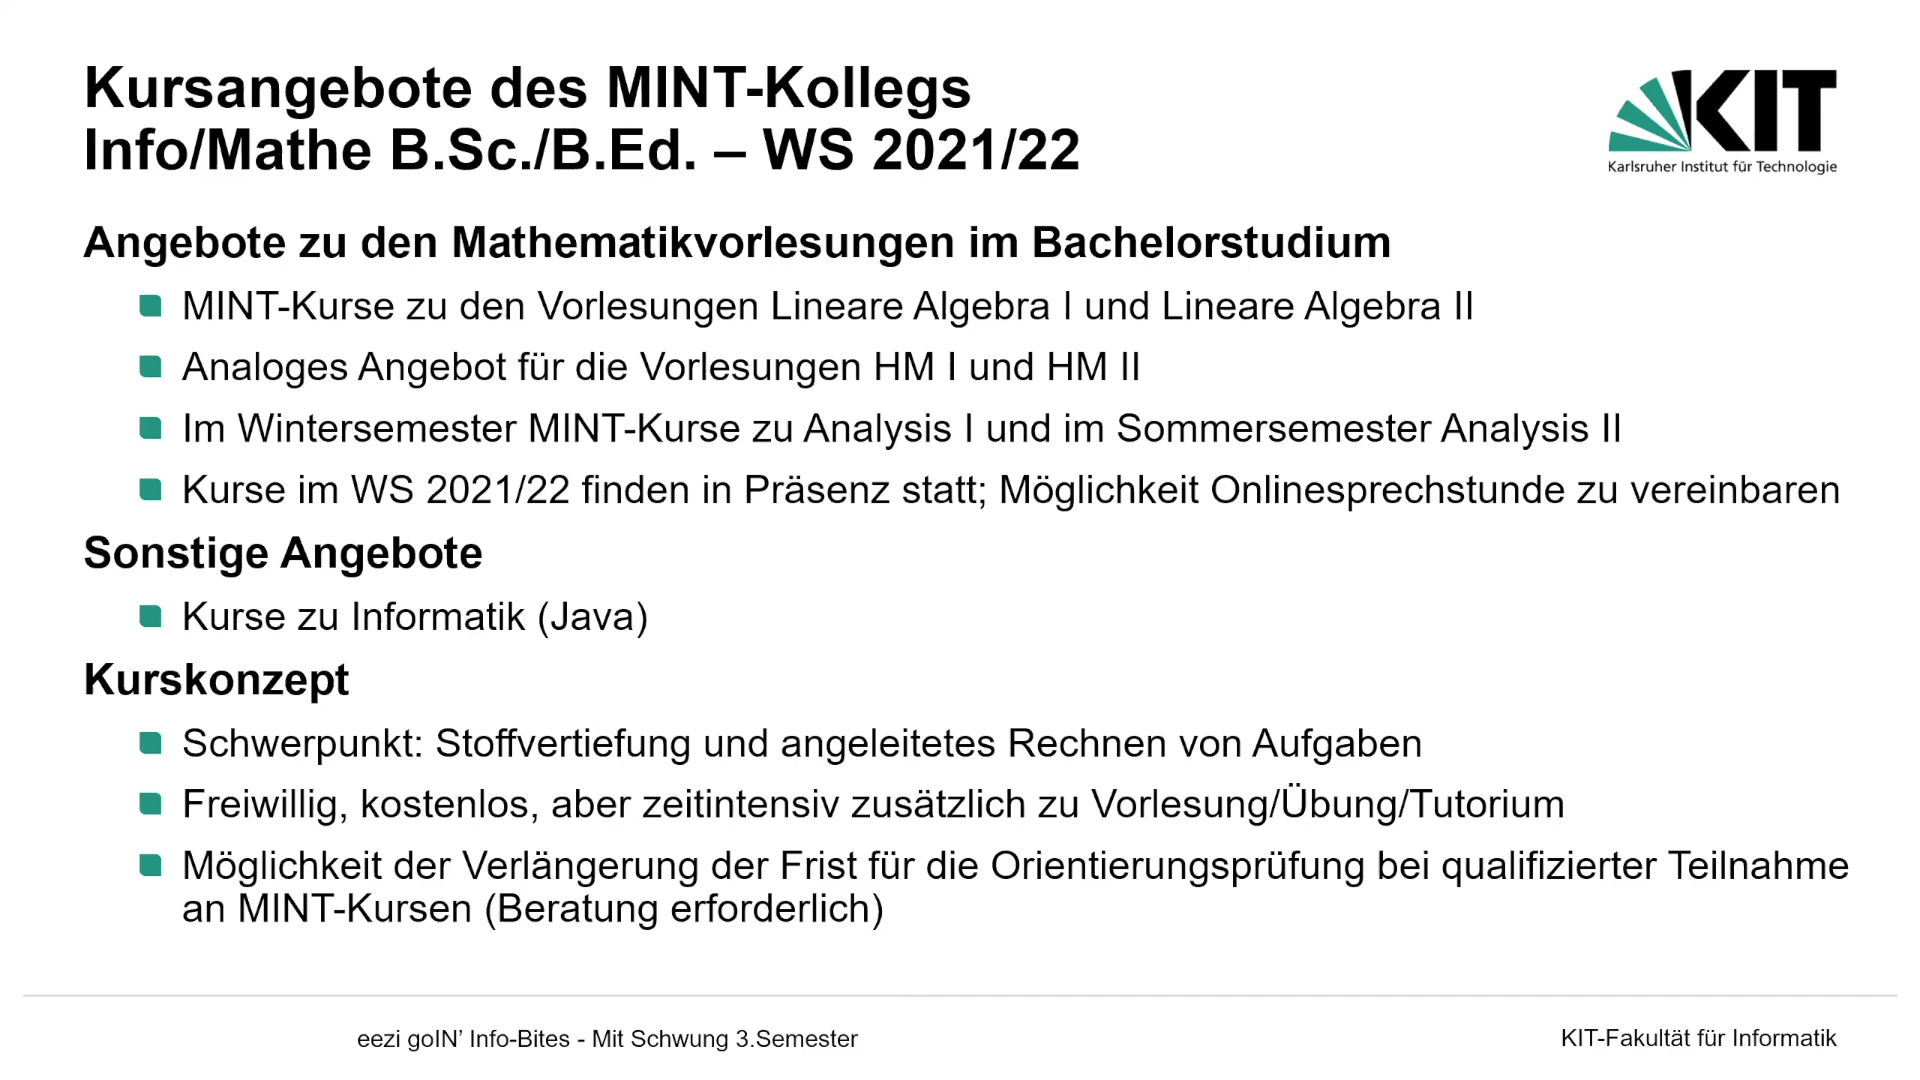 Kursangebote des MINT-Kollegs
Info/Mathe B.Sc./B.Ed. – WS 2021/22
KIT
Karlsruher Institut für Technologie
Angebote zu den Mathematikvorlesungen im Bachelorstudium
MINT-Kurse zu den Vorlesungen Lineare Algebra I und Lineare Algebra II
Analoges Angebot für die Vorlesungen HM I und HM II
Im Wintersemester MINT-Kurse zu Analysis I und im Sommersemester Analysis II
Kurse im WS 2021/22 finden in Präsenz statt; Möglichkeit Onlinesprechstunde zu vereinbaren
Sonstige Angebote
Kurse zu Informatik (Java)
Kurskonzept
Schwerpunkt: Stoffvertiefung und angeleitetes Rechnen von Aufgaben
Freiwillig, kostenlos, aber zeitintensiv zusätzlich zu Vorlesung/Übung/Tutorium
Möglichkeit der Verlängerung der Frist für die Orientierungsprüfung bei qualifizierter Teilnahme
an MINT-Kursen (Beratung erforderlich)
eezi goIN’ Info-Bites - Mit Schwung 3.Semester
KIT-Fakultät für Informatik